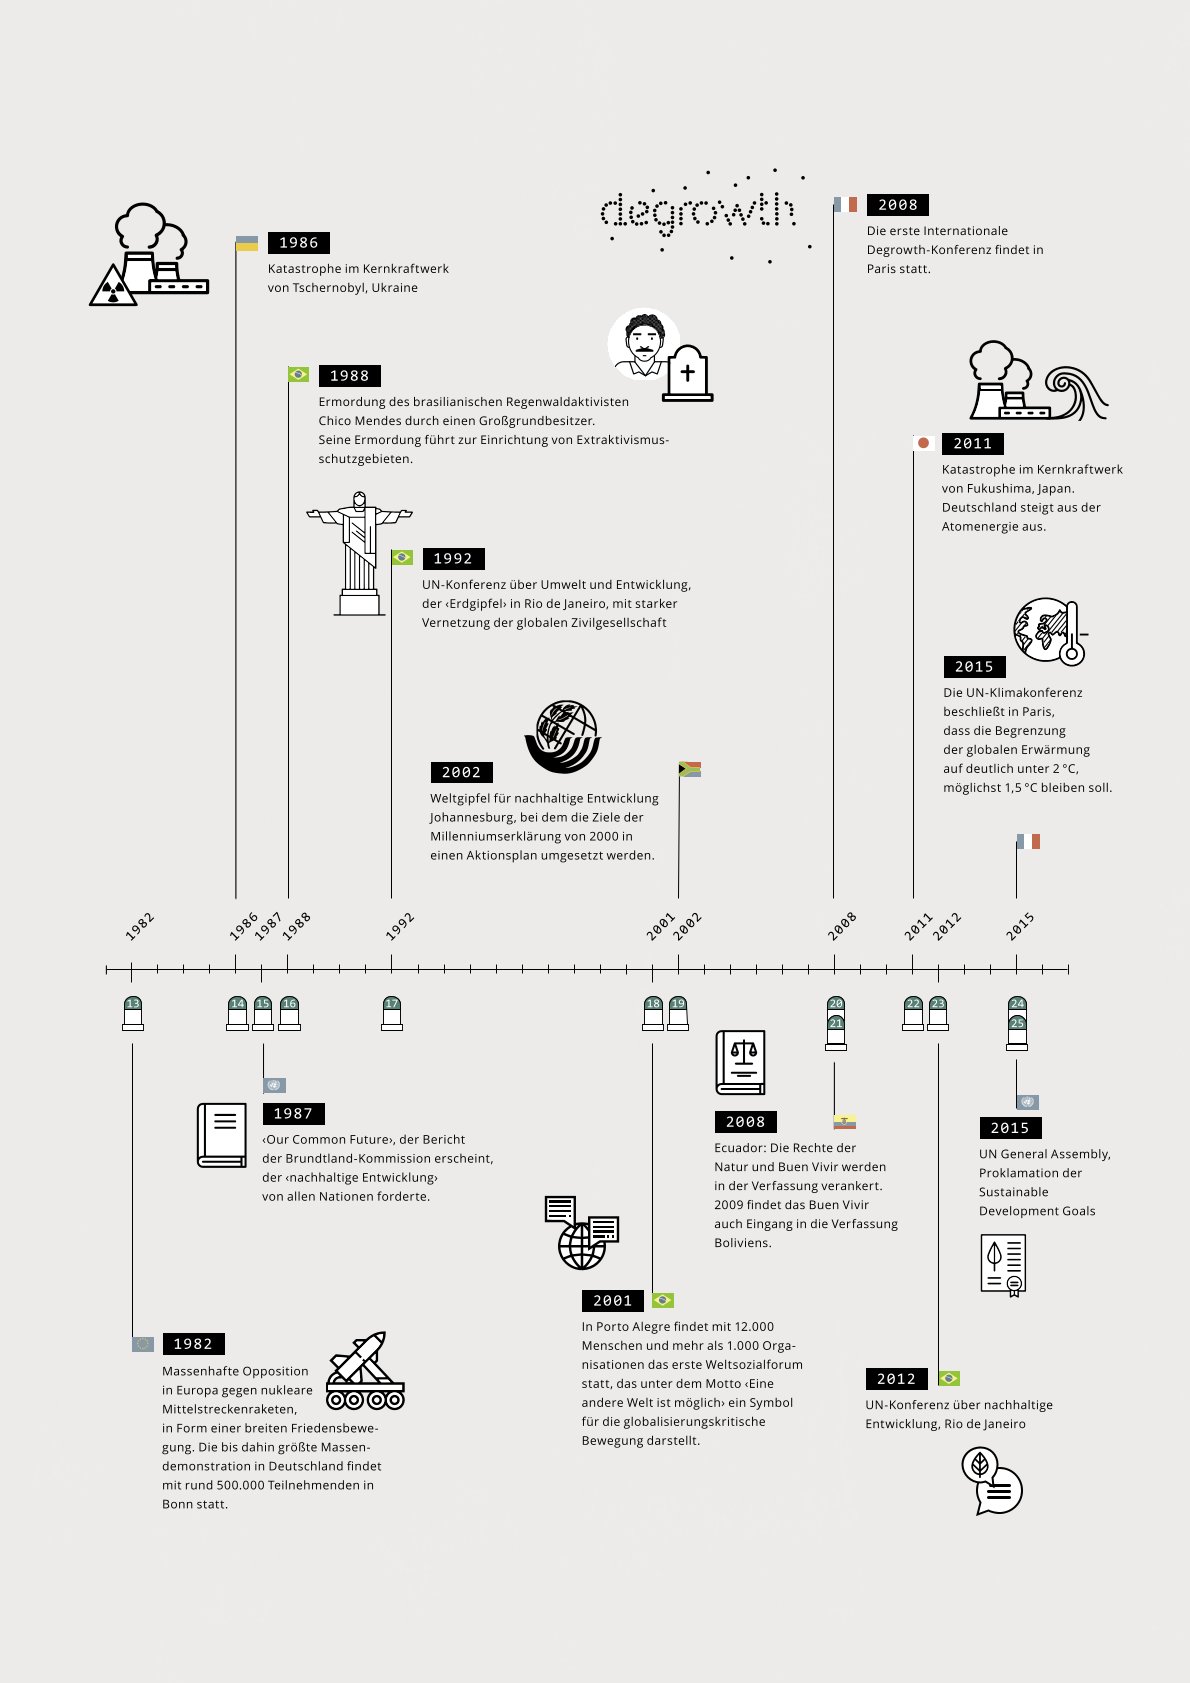 degrowth
2008
Die erste Internationale
Degrowth-Konferenz findet in
Paris statt.
1986
Katastrophe im Kernkraftwerk
von Tschernobyl, Ukraine
1988
Ermordung des brasilianischen Regenwaldaktivisten
Chico Mendes durch einen Großgrundbesitzer.
Seine Ermordung führt zur Einrichtung von Extraktivismus-
schutzgebieten.
2011
Katastrophe im Kernkraftwerk
von Fukushima, Japan.
Deutschland steigt aus der
Atomenergie aus.
1992
UN-Konferenz über Umwelt und Entwicklung,
der ‹Erdgipfel› in Rio de Janeiro, mit starker
Vernetzung der globalen Zivilgesellschaft
2015
Die UN-Klimakonferenz
beschließt in Paris,
dass die Begrenzung
der globalen Erwärmung
auf deutlich unter 2 °C,
möglichst 1,5 °C bleiben soll.
2002
Weltgipfel für nachhaltige Entwicklung
Johannesburg, bei dem die Ziele der
Millenniumserklärung von 2000 in
einen Aktionsplan umgesetzt werden.
1982 1986 1987 1988 1992 2001 2002 2008 2011 2012 2015
13 14 15 16 17 18 19 20 22 23 24
21 25
1987
‹Our Common Future›, der Bericht
der Brundtland-Kommission erscheint,
der ‹nachhaltige Entwicklung›
von allen Nationen forderte.
2008
Ecuador: Die Rechte der
Natur und Buen Vivir werden
in der Verfassung verankert.
2009 findet das Buen Vivir
auch Eingang in die Verfassung
Boliviens.
2015
UN General Assembly,
Proklamation der
Sustainable
Development Goals
2001
In Porto Alegre findet mit 12.000
Menschen und mehr als 1.000 Orga-
nisationen das erste Weltsozialforum
statt, das unter dem Motto ‹Eine
andere Welt ist möglich› ein Symbol
für die globalisierungskritische
Bewegung darstellt.
1982
Massenhafte Opposition
in Europa gegen nukleare
Mittelstreckenraketen,
in Form einer breiten Friedensbewe-
gung. Die bis dahin größte Massen-
demonstration in Deutschland findet
mit rund 500.000 Teilnehmenden in
Bonn statt.
2012
UN-Konferenz über nachhaltige
Entwicklung, Rio de Janeiro